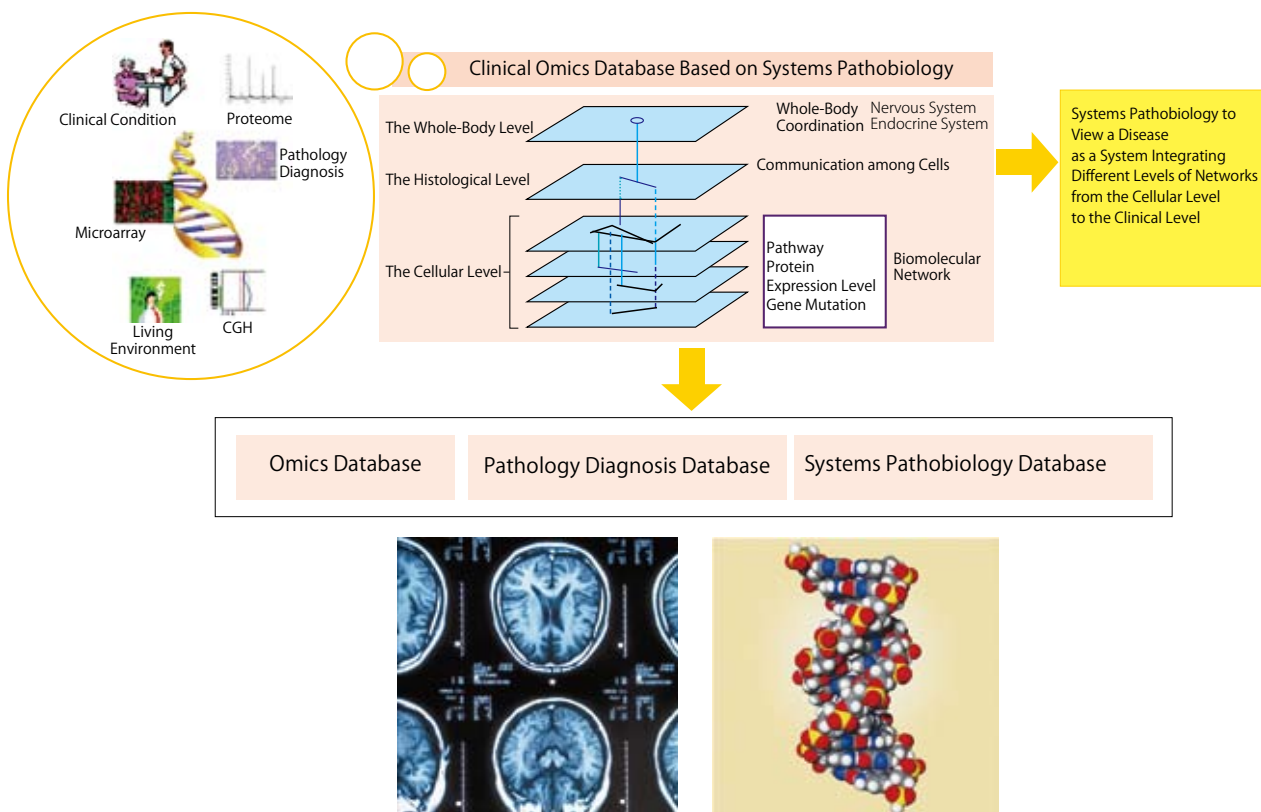 Clinical Condition
Proteome
Pathology
Diagnosis
Microarray
Living
Environment
CGH
Clinical Omics Database Based on Systems Pathobiology
The Whole-Body Level
Whole-Body
Coordination
Nervous System
Endocrine System
The Histological Level
Communication among Cells
The Cellular Level
Pathway
Protein
Expression Level
Gene Mutation
Biomolecular
Network
Systems Pathobiology to
View a Disease
as a System Integrating
Different Levels of Networks
from the Cellular Level
to the Clinical Level
Omics Database
Pathology Diagnosis Database
Systems Pathobiology Database